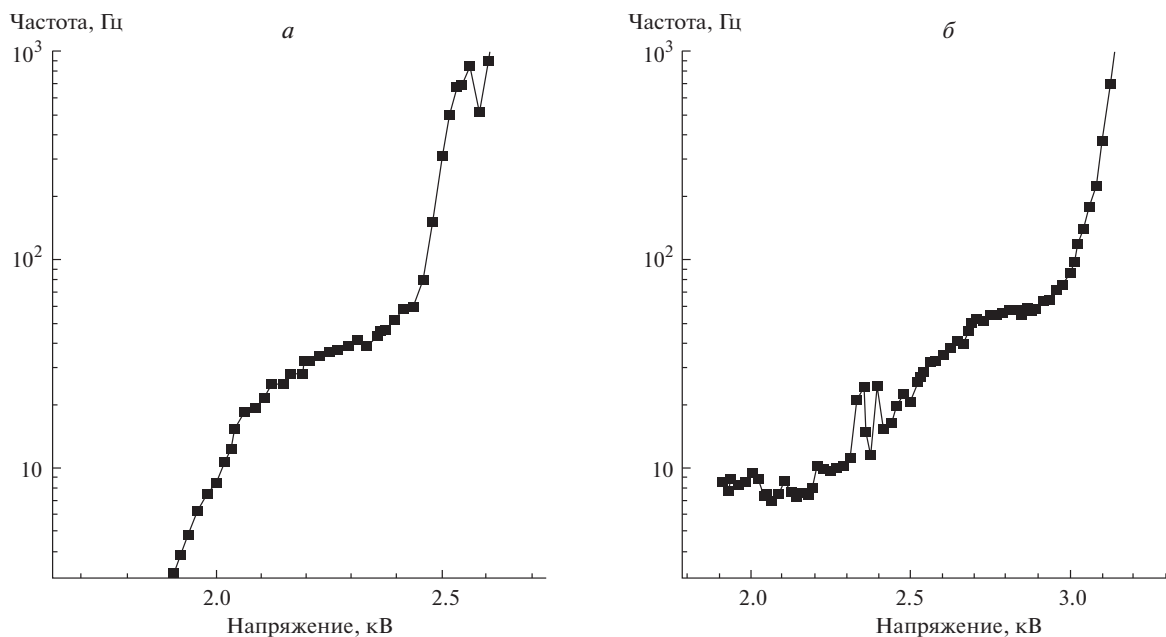 Частота, Гц
а
10³
10²
10
2.0
2.5
Напряжение, кВ
Частота, Гц
б
10³
10²
10
2.0
2.5
3.0
Напряжение, кВ